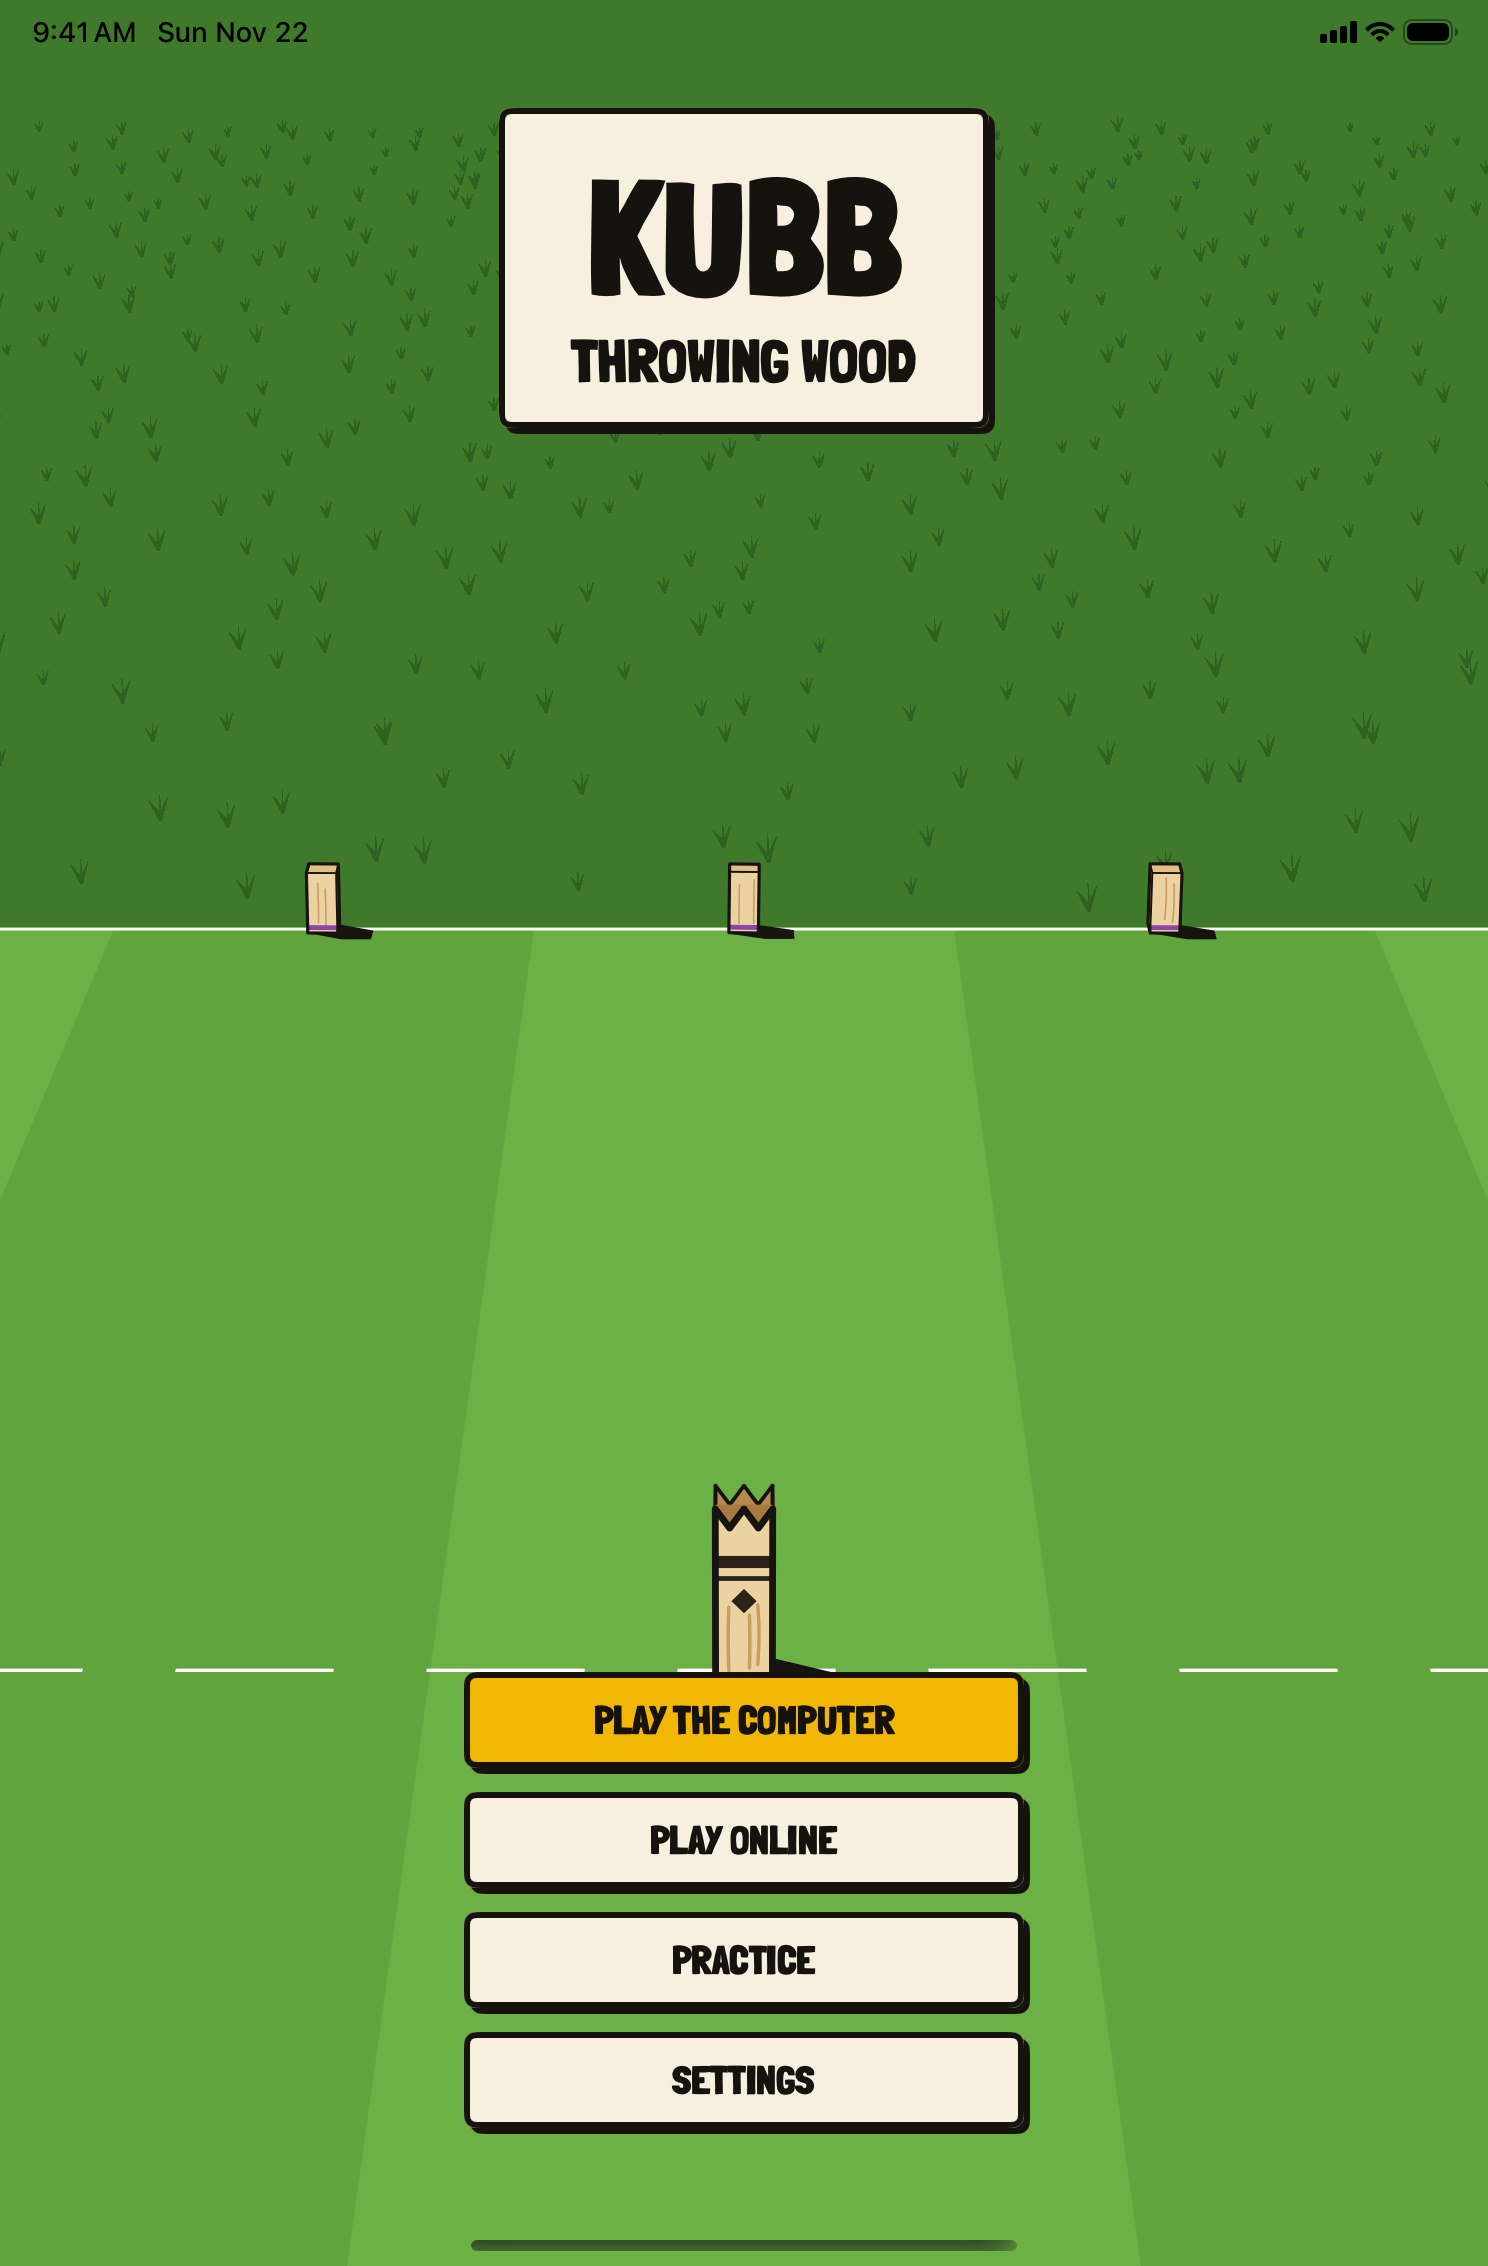 9:41 AM Sun Nov 22
KUBB
THROWING WOOD
PLAY THE COMPUTER
PLAY ONLINE
PRACTICE
SETTINGS